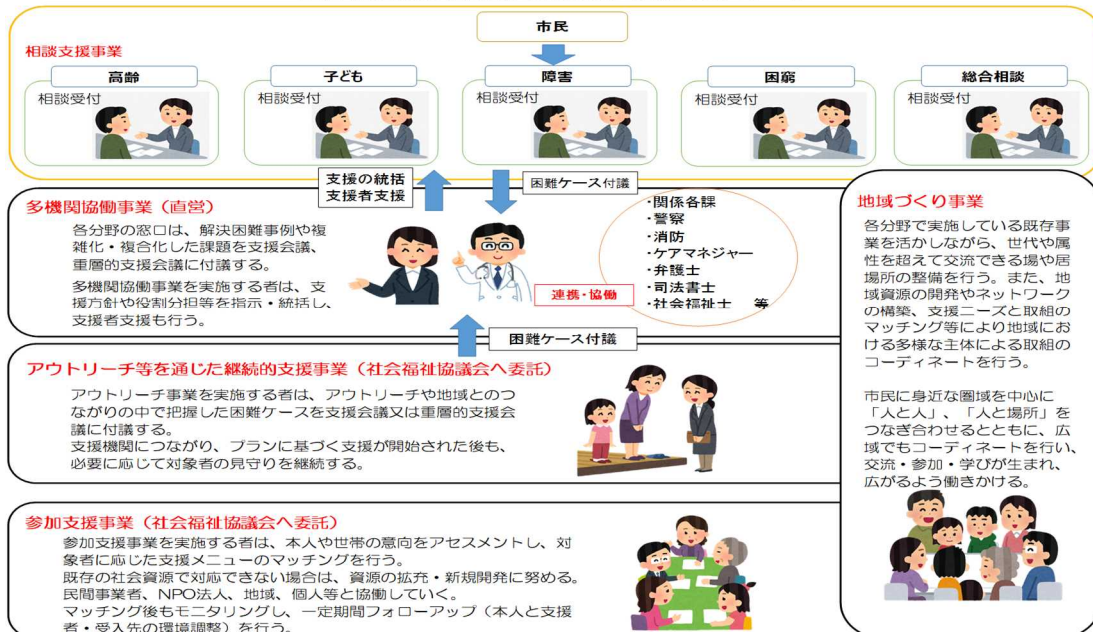 市民
相談支援事業
高齢
子ども
障害
困窮
総合相談
相談受付
相談受付
相談受付
相談受付
相談受付
支援の統括
支援者支援
困難ケース付議
多機関協働事業（直営）
各分野の窓口は、解決困難事例や複
雑化・複合化した課題を支援会議、
重層的支援会議に付議する。
多機関協働事業を実施する者は、支
援方針や役割分担等を指示・統括し、
支援者支援も行う。
・関係各課
・警察
・消防
・ケアマネジャー
・弁護士
・司法書士
・社会福祉士　等
連携・協働
困難ケース付議
アウトリーチ等を通じた継続的支援事業（社会福祉協議会へ委託）
アウトリーチ事業を実施する者は、アウトリーチや地域とのつ
ながりの中で把握した困難ケースを支援会議又は重層的支援会
議に付議する。
支援機関につながり、プランに基づく支援が開始された後も、
必要に応じて対象者の見守りを継続する。
参加支援事業（社会福祉協議会へ委託）
参加支援事業を実施する者は、本人や世帯の意向をアセスメントし、対
象者に応じた支援メニューのマッチングを行う。
既存の社会資源で対応できない場合は、資源の拡充・新規開発に努める。
民間事業者、NPO法人、地域、個人等と協働していく。
マッチング後もモニタリングし、一定期間フォローアップ（本人と支援
者・受入先の環境調整）を行う。
地域づくり事業
各分野で実施している既存事
業を活かしながら、世代や属
性を超えて交流できる場や居
場所の整備を行う。また、地
域資源の開発やネットワーク
の構築、支援ニーズと取組の
マッチング等により地域にお
ける多様な主体による取組の
コーディネートを行う。
市民に身近な圏域を中心に
「人と人」、「人と場所」を
つなぎ合わせるとともに、広
域でもコーディネートを行い、
交流・参加・学びが生まれ、
広がるよう働きかける。